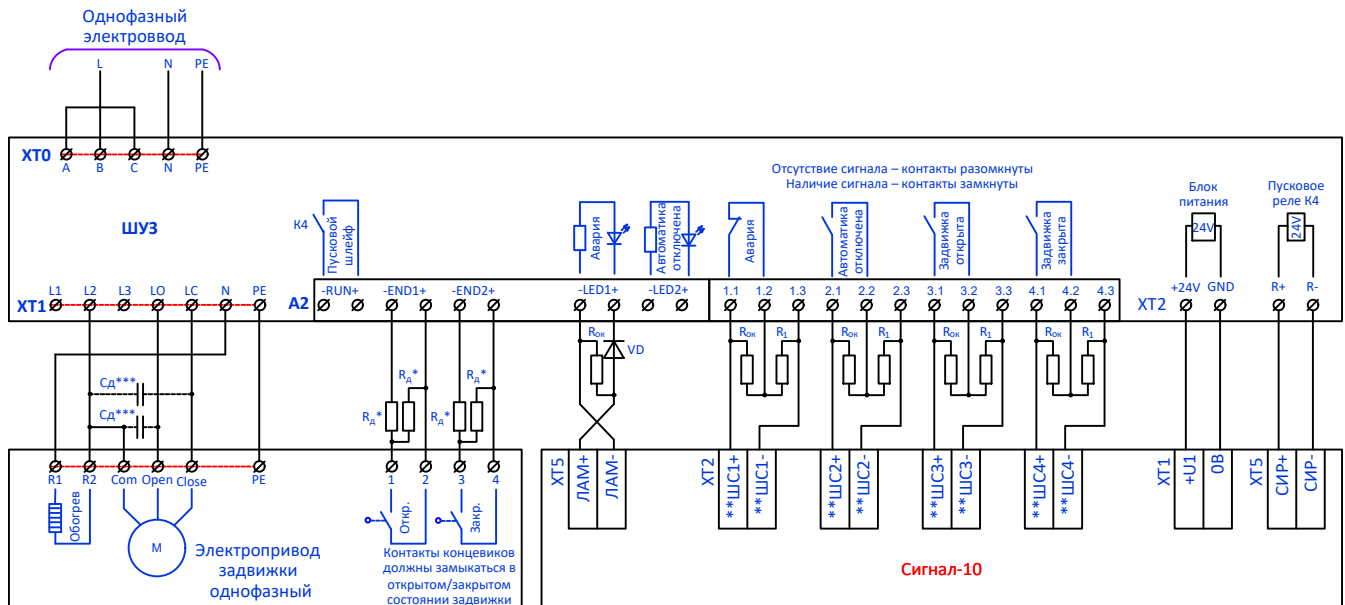 Однофазный
электроввод
L N PE
XT0
A B C N PE
Отсутствие сигнала – контакты разомкнуты
Наличие сигнала – контакты замкнуты
Блок
питания
24V
Пусковое
реле К4
24V
ШУЗ
К4
Пусковой
шлейф
Авария
Автоматика
отключена
Авария
Автоматика
отключена
Задвижка
открыта
Задвижка
закрыта
XT1
L1 L2 L3 LO LC N PE
A2
-RUN+ -END1+ -END2+ -LED1+ -LED2+
1.1 1.2 1.3 2.1 2.2 2.3 3.1 3.2 3.3 4.1 4.2 4.3
XT2
+24V GND
R+ R-
Rок
VD
Rок R1
Rок R1
Rок R1
Rок R1
Сд***
Сд***
Rд*
Rд*
Rд*
Rд*
R1 R2 Com Open Close PE
1 2 3 4
Обогрев
M
Электропривод
задвижки
однофазный
Откр.
Закр.
Контакты концевиков
должны замыкаться в
открытом/закрытом
состоянии задвижки
XT5
ЛАМ+
ЛАМ-
XT2
**ШС1+
**ШС1-
**ШС2+
**ШС2-
**ШС3+
**ШС3-
**ШС4+
**ШС4-
XT1
+U1
0В
XT5
СИР+
СИР-
Сигнал-10